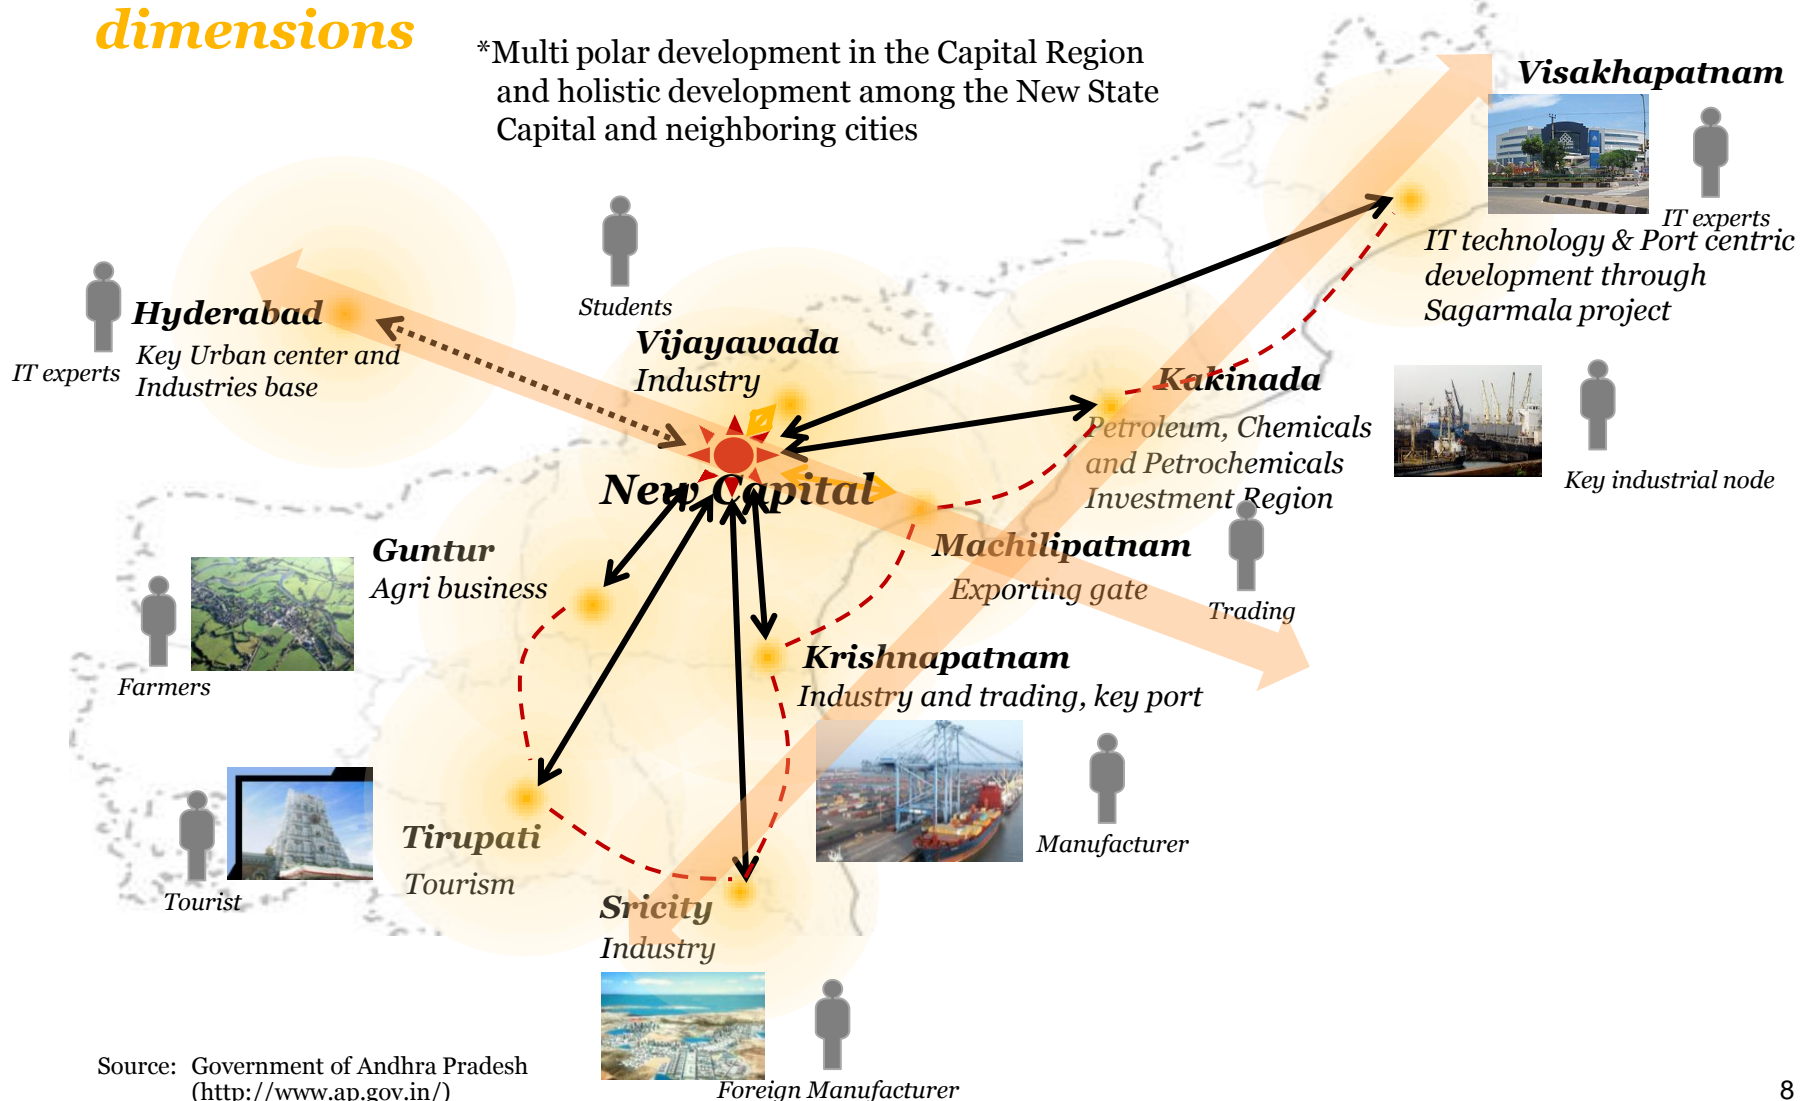 dimensions
*Multi polar development in the Capital Region
and holistic development among the New State
Capital and neighboring cities
Visakhapatnam
IT experts
IT technology & Port centric
development through
Sagarmala project
Students
Hyderabad
Key Urban center and
Industries base
IT experts
Vijayawada
Industry
Kakinada
Petroleum, Chemicals
and Petrochemicals
Investment Region
Key industrial node
New Capital
Guntur
Agri business
Machilipatnam
Exporting gate
Trading
Farmers
Krishnapatnam
Industry and trading, key port
Manufacturer
Tirupati
Tourism
Tourist
Sricity
Industry
Foreign Manufacturer
Source: Government of Andhra Pradesh
(http://www.ap.gov.in/)
8